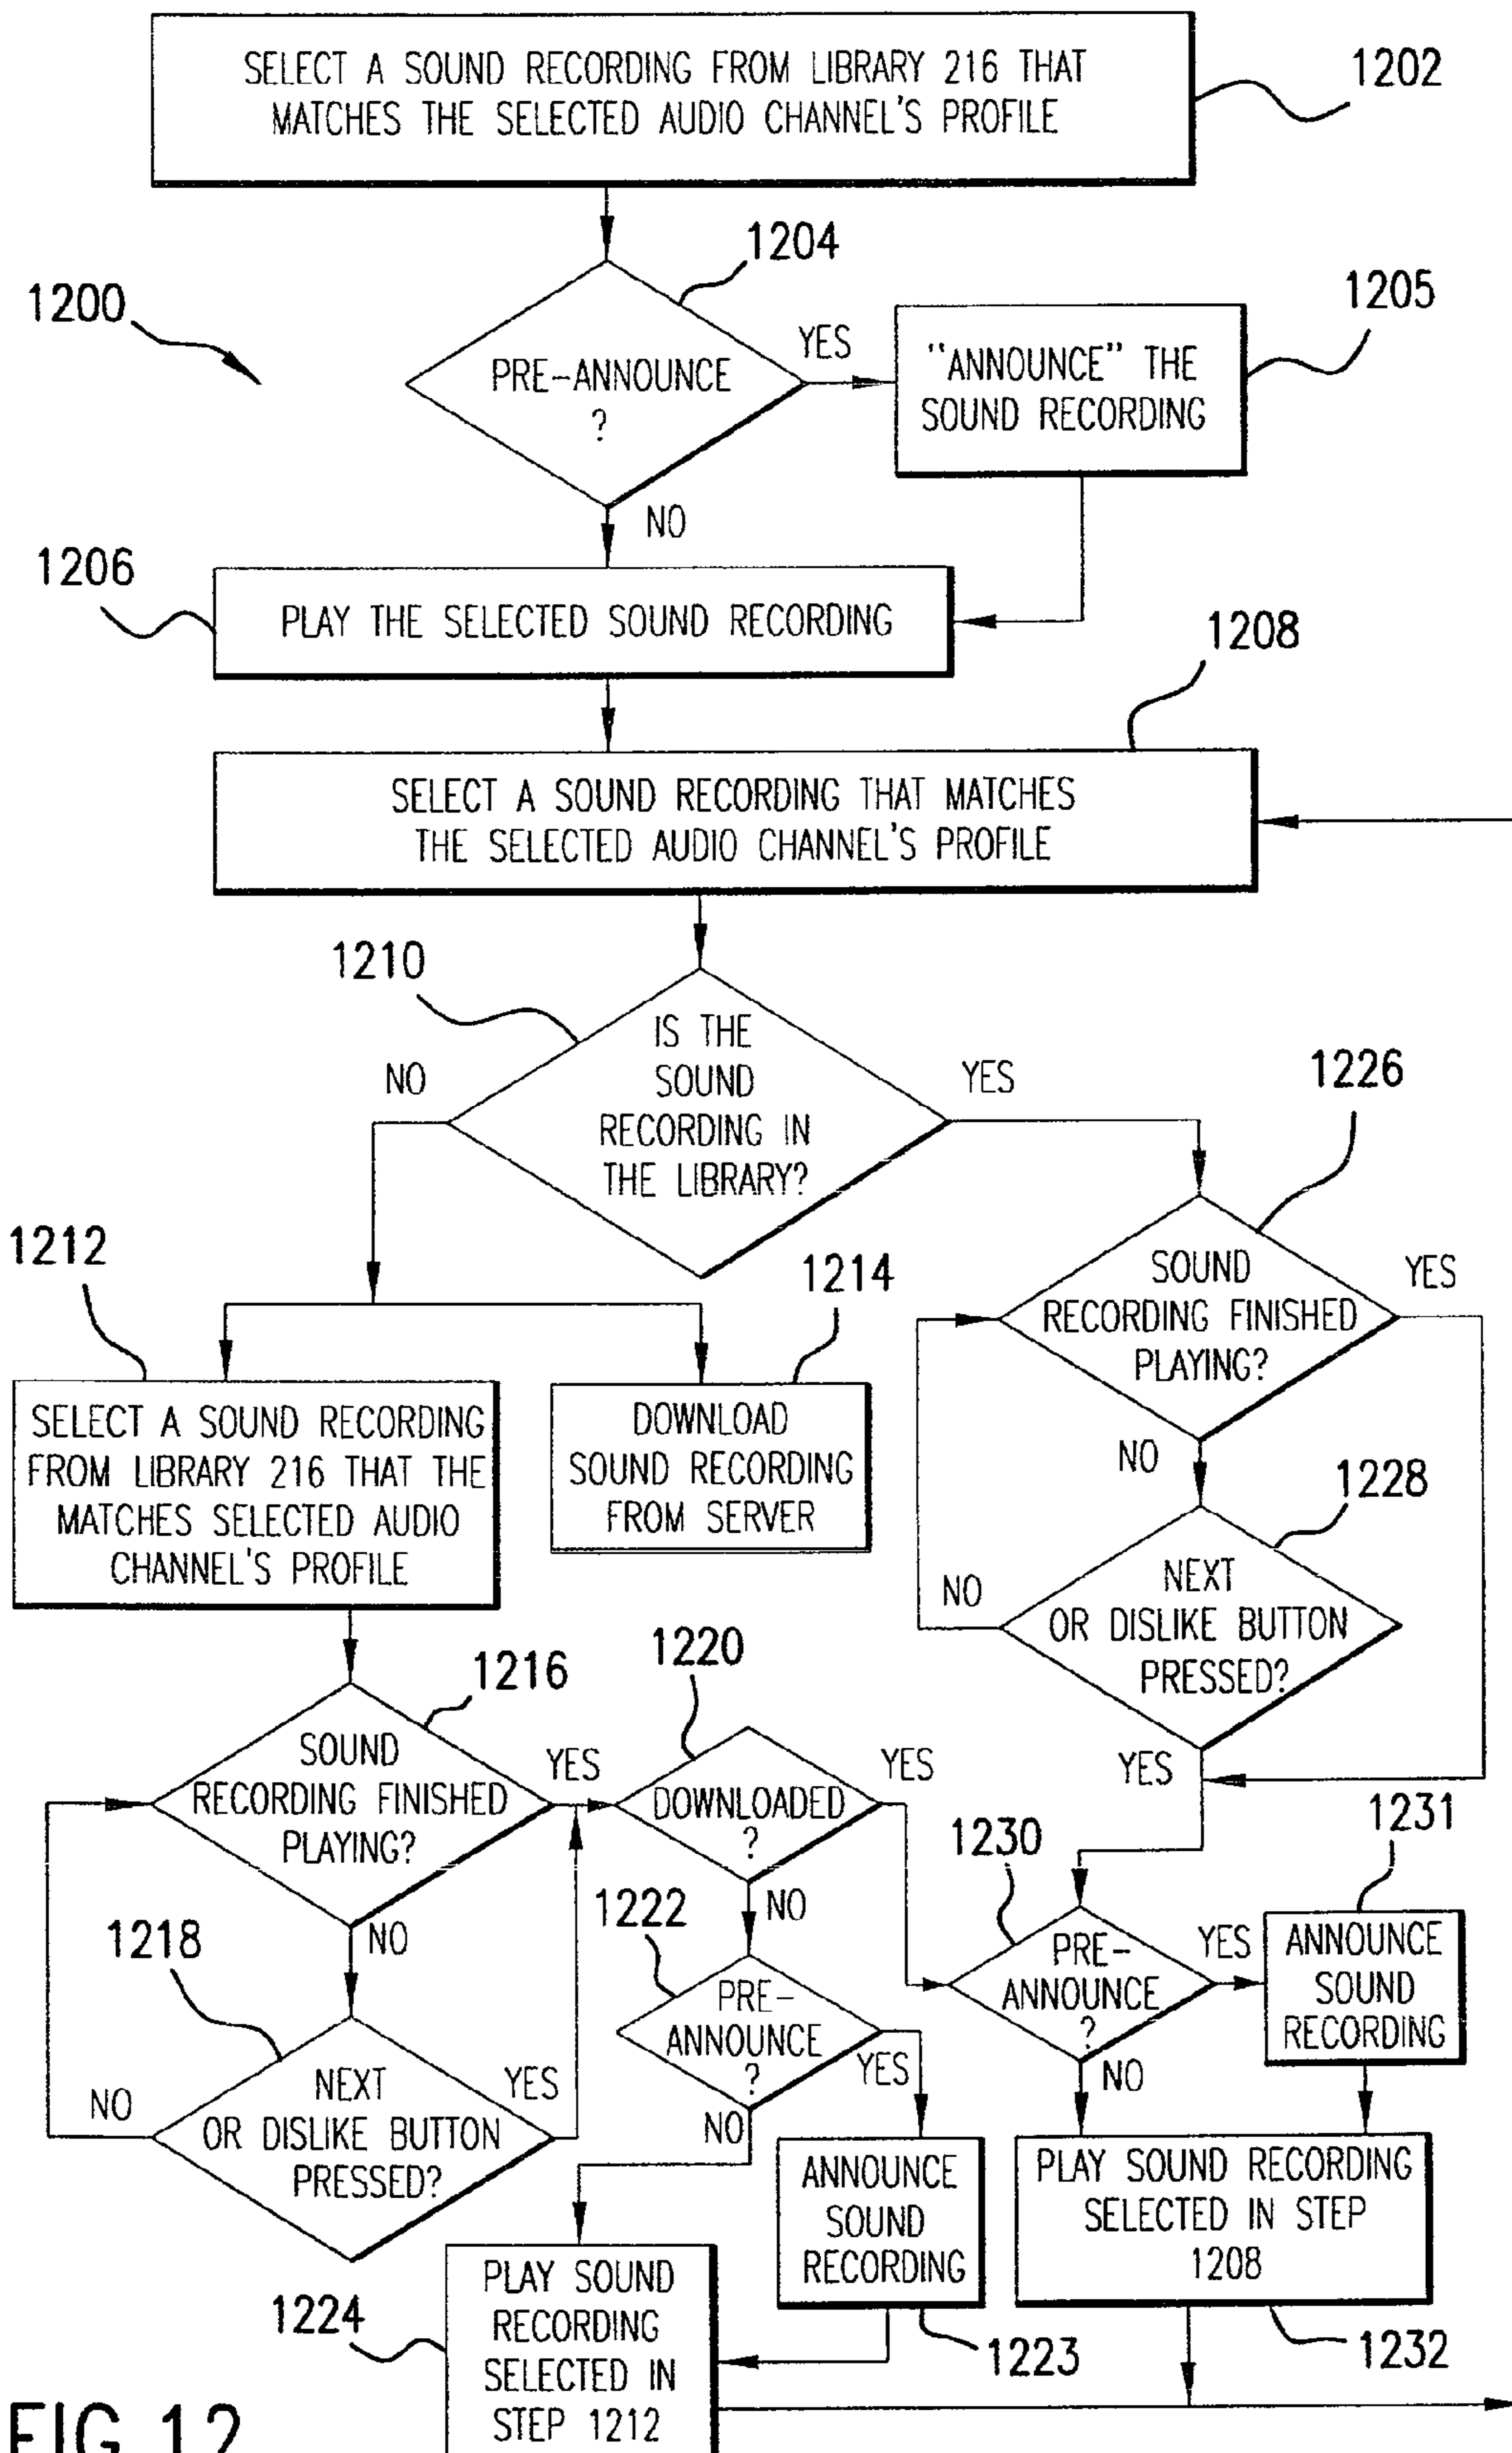 SELECT A SOUND RECORDING FROM LIBRARY 216 THAT
MATCHES THE SELECTED AUDIO CHANNEL'S PROFILE
1202
1204
1200
PRE-ANNOUNCE
?
YES
1205
"ANNOUNCE" THE
SOUND RECORDING
NO
1206
PLAY THE SELECTED SOUND RECORDING
1208
SELECT A SOUND RECORDING THAT MATCHES
THE SELECTED AUDIO CHANNEL'S PROFILE
1210
IS THE
SOUND
RECORDING IN
THE LIBRARY?
NO
YES
1226
SOUND
RECORDING FINISHED
PLAYING?
YES
NO
1228
NEXT
OR DISLIKE BUTTON
PRESSED?
NO
YES
1212
SELECT A SOUND RECORDING
FROM LIBRARY 216 THAT THE
MATCHES SELECTED AUDIO
CHANNEL'S PROFILE
1214
DOWNLOAD
SOUND RECORDING
FROM SERVER
1216
SOUND
RECORDING FINISHED
PLAYING?
YES
NO
1218
NEXT
OR DISLIKE BUTTON
PRESSED?
NO
YES
1220
DOWNLOADED
?
YES
NO
1222
PRE-
ANNOUNCE
?
YES
NO
ANNOUNCE
SOUND
RECORDING
1223
1224
PLAY SOUND
RECORDING
SELECTED IN
STEP 1212
1230
PRE-
ANNOUNCE
?
YES
NO
1231
ANNOUNCE
SOUND
RECORDING
PLAY SOUND RECORDING
SELECTED IN STEP
1208
1232
FIG.12